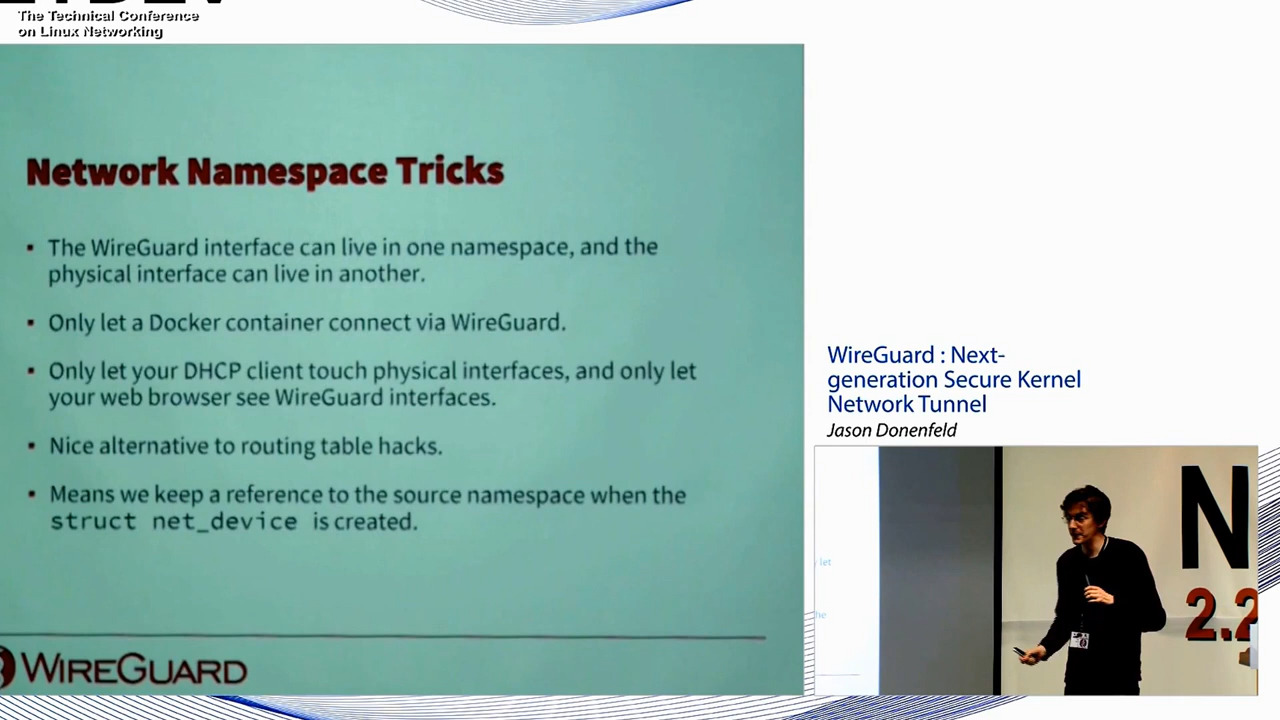 The Technical Conference
on Linux Networking
Network Namespace Tricks
▪ The WireGuard interface can live in one namespace, and the
physical interface can live in another.
▪ Only let a Docker container connect via WireGuard.
▪ Only let your DHCP client touch physical interfaces, and only let
your web browser see WireGuard interfaces.
▪ Nice alternative to routing table hacks.
▪ Means we keep a reference to the source namespace when the
struct net_device is created.
WIREGUARD
WireGuard : Next-
generation Secure Kernel
Network Tunnel
Jason Donenfeld
let
he
N
2.2